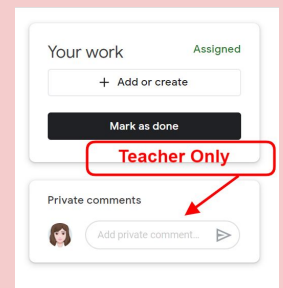 Your work Assigned
+ Add or create
Mark as done
Teacher Only
Private comments
Add private comment...